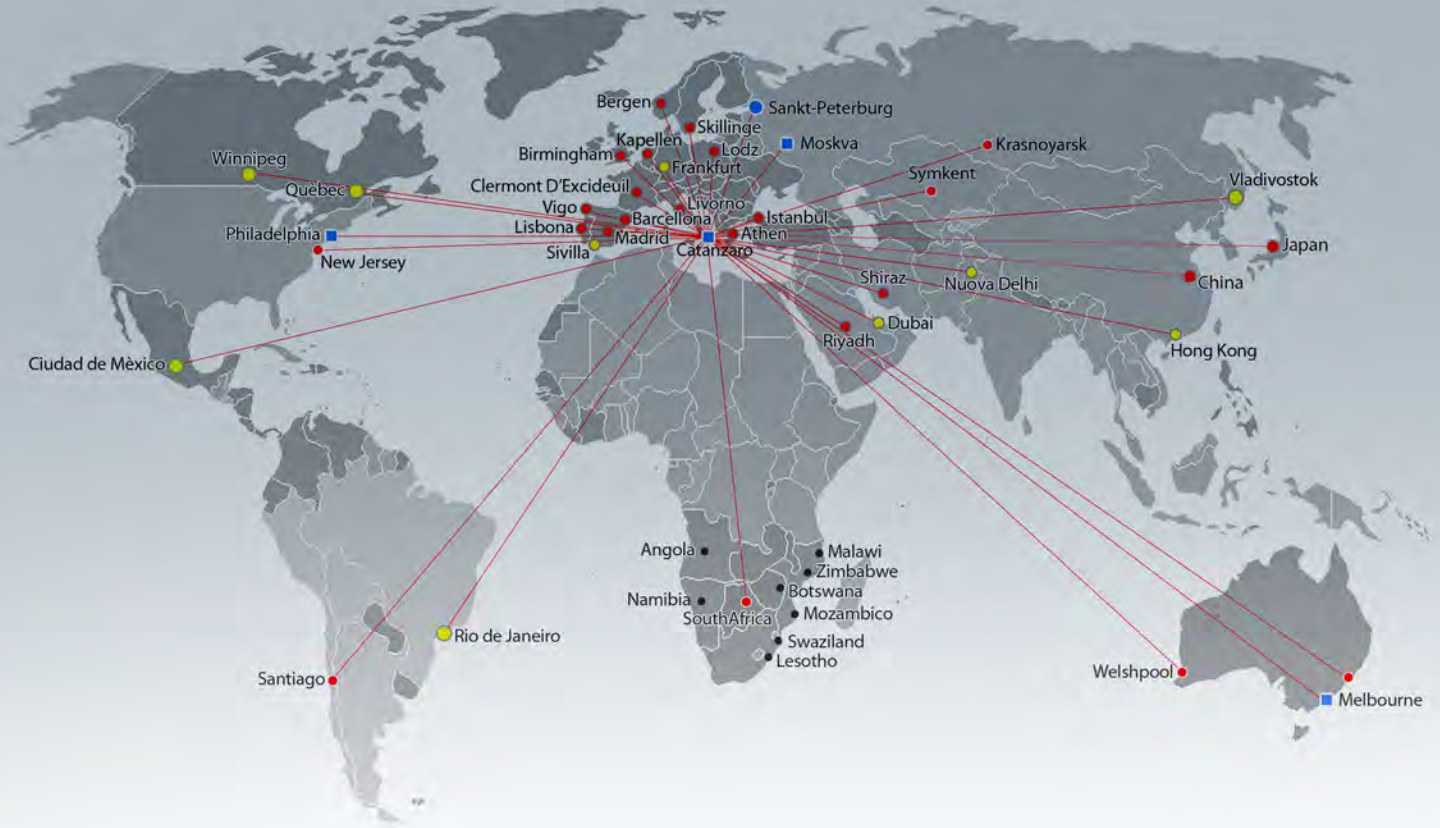 Bergen
Sankt-Peterburg
Skillinge
Kapellen
Lodz
Moskva
Krasnoyarsk
Birmingham
Winnipeg
Frankfurt
Symkent
Vladivostok
Quèbec
Clermont D'Excideuil
Livorno
Vigo
Barcellona
Istanbul
Lisbona
Philadelphia
Madrid
Athen
Japan
Sivilla
Catanzaro
New Jersey
Shiraz
Nuova Delhi
China
Dubai
Riyadh
Hong Kong
Ciudad de Mèxico
Angola
Malawi
Zimbabwe
Botswana
Namibia
SouthAfrica
Mozambico
Rio de Janeiro
Swaziland
Lesotho
Santiago
Welshpool
Melbourne